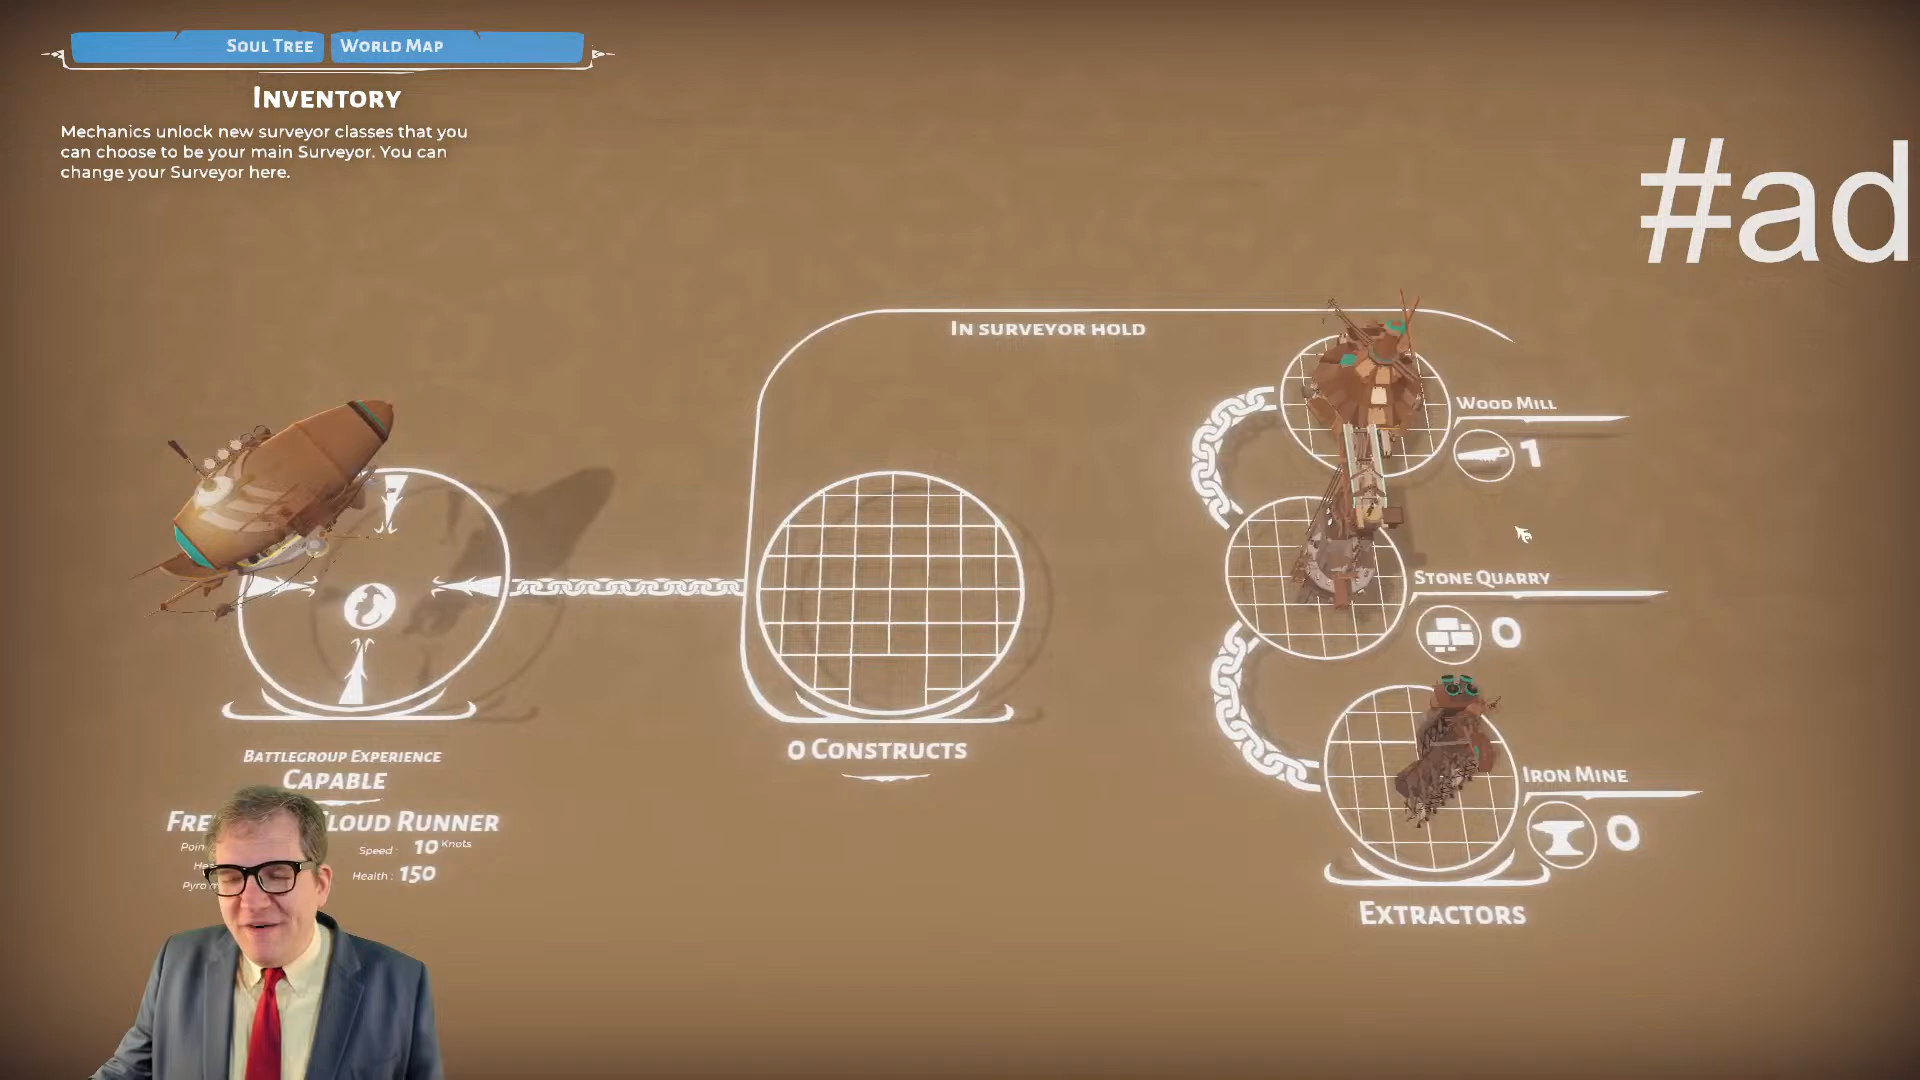 SOUL TREE
WORLD MAP
INVENTORY
Mechanics unlock new surveyor classes that you
can choose to be your main Surveyor. You can
change your Surveyor here.
#ad
IN SURVEYOR HOLD
WOOD MILL
1
STONE QUARRY
0
IRON MINE
0
EXTRACTORS
0 CONSTRUCTS
BATTLEGROUP EXPERIENCE
CAPABLE
RUNNER
Speed: 10 Knots
Health: 150